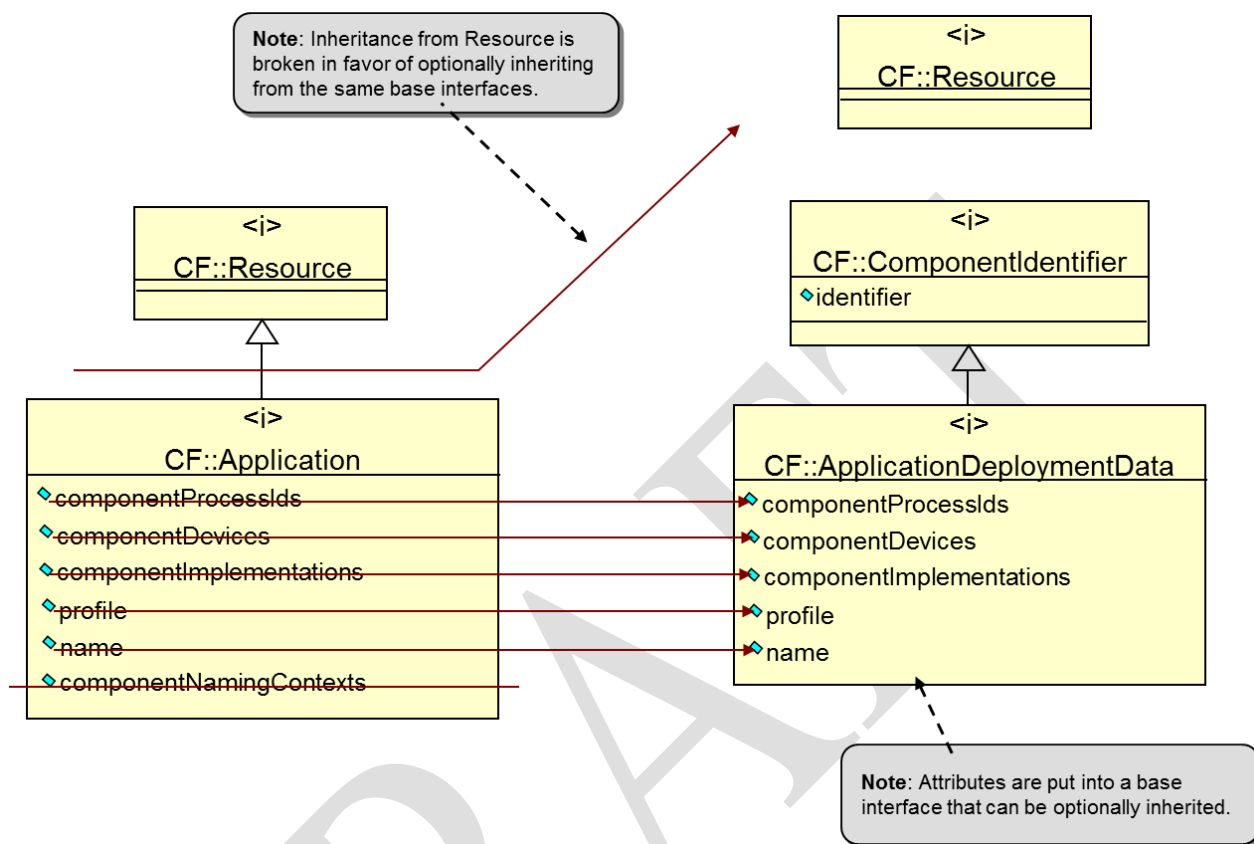 Note: Inheritance from Resource is
broken in favor of optionally inheriting
from the same base interfaces.
<i>
CF::Resource
<i>
CF::Resource
<i>
CF::ComponentIdentifier
identifier
<i>
CF::Application
componentProcessIds
componentDevices
componentImplementations
profile
name
componentNamingContexts
<i>
CF::ApplicationDeploymentData
componentProcessIds
componentDevices
componentImplementations
profile
name
Note: Attributes are put into a base
interface that can be optionally inherited.
DRAFT